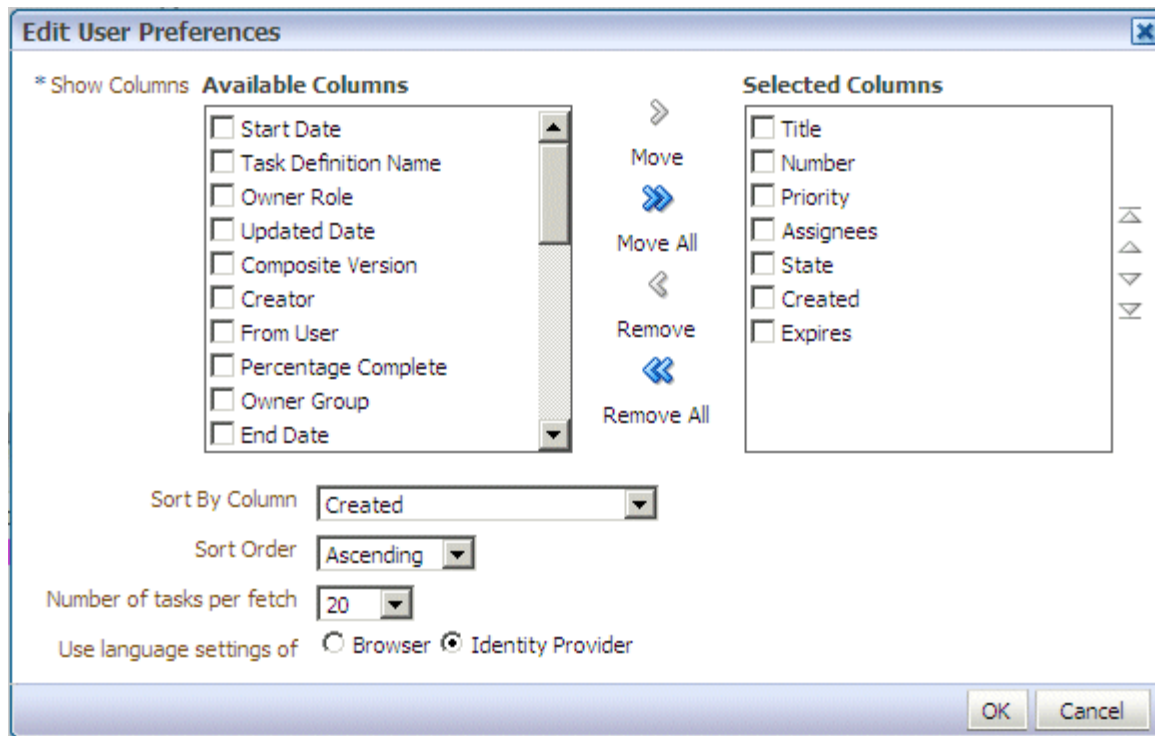 Edit User Preferences
* Show Columns
Available Columns
Start Date
Task Definition Name
Owner Role
Updated Date
Composite Version
Creator
From User
Percentage Complete
Owner Group
End Date
Move
Move All
Remove
Remove All
Selected Columns
Title
Number
Priority
Assignees
State
Created
Expires
Sort By Column Created
Sort Order Ascending
Number of tasks per fetch 20
Use language settings of Browser Identity Provider
OK Cancel